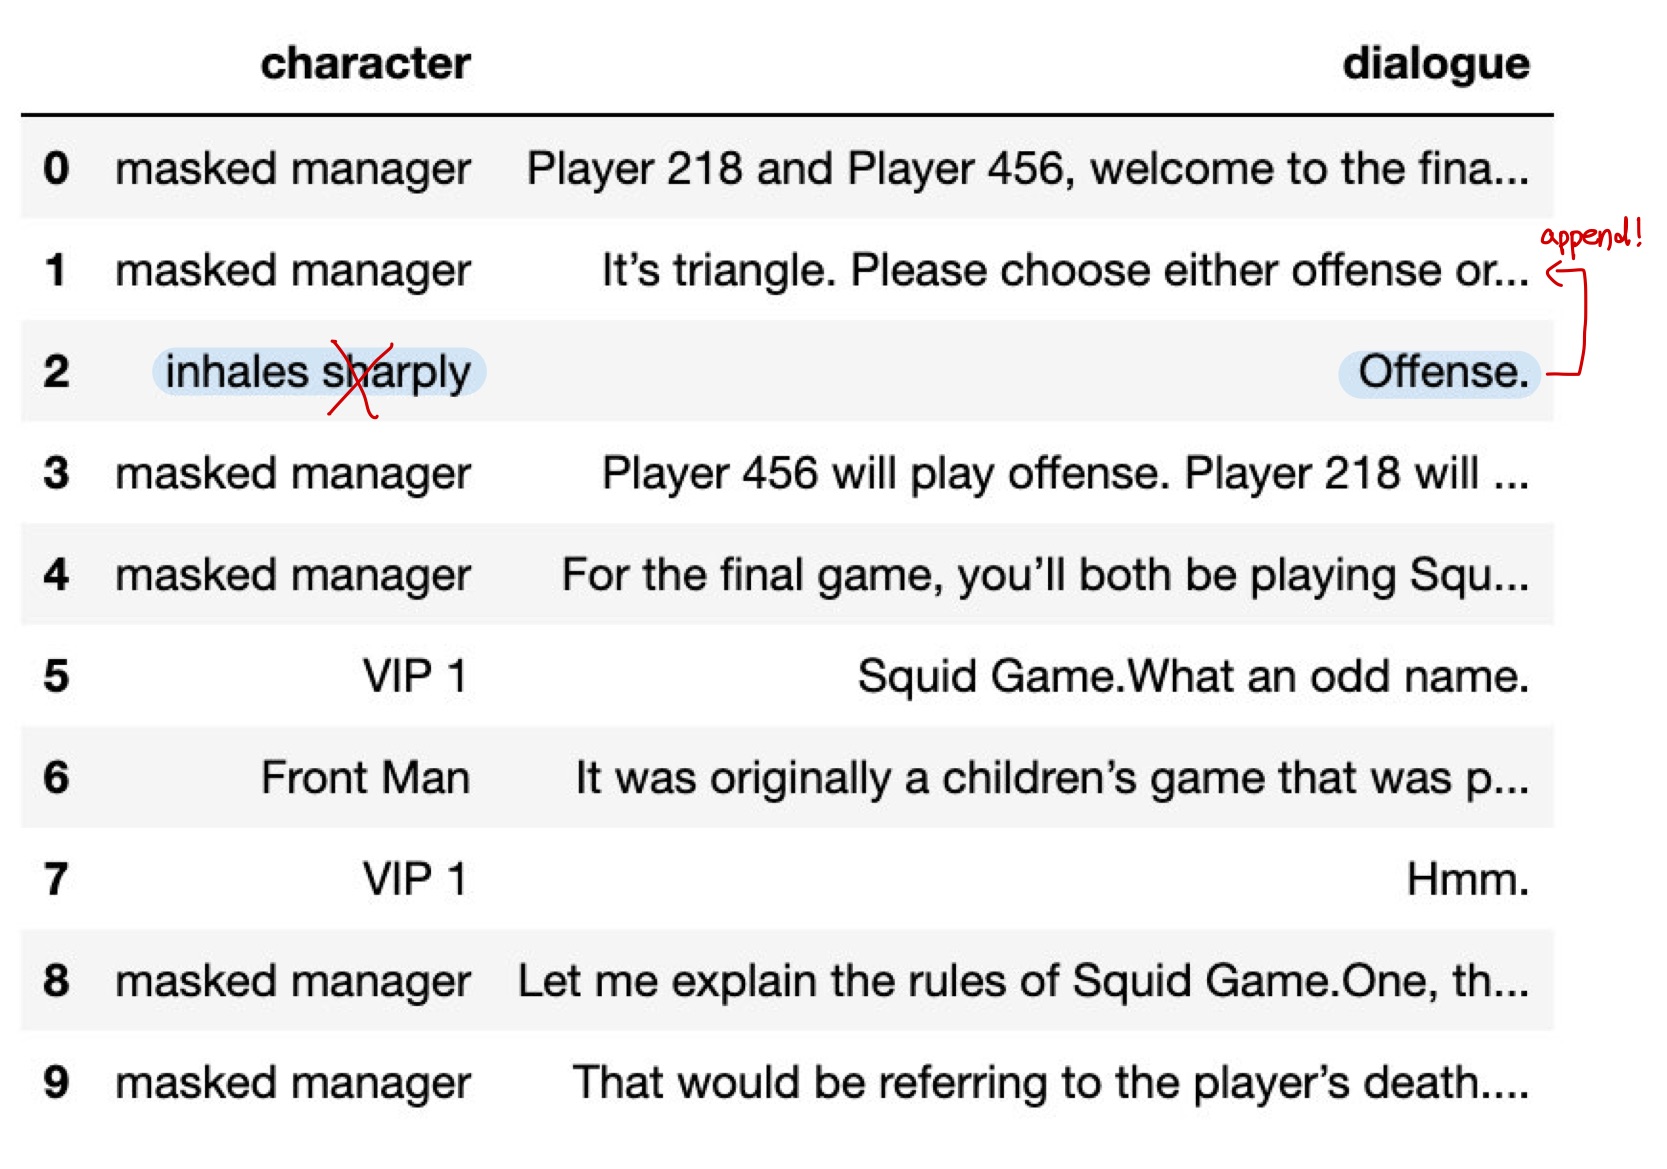 character dialogue
0 masked manager Player 218 and Player 456, welcome to the fina...
append!
1 masked manager It’s triangle. Please choose either offense or...
2 inhales sharply Offense.
3 masked manager Player 456 will play offense. Player 218 will ...
4 masked manager For the final game, you’ll both be playing Squ...
5 VIP 1 Squid Game.What an odd name.
6 Front Man It was originally a children’s game that was p...
7 VIP 1 Hmm.
8 masked manager Let me explain the rules of Squid Game.One, th...
9 masked manager That would be referring to the player’s death....